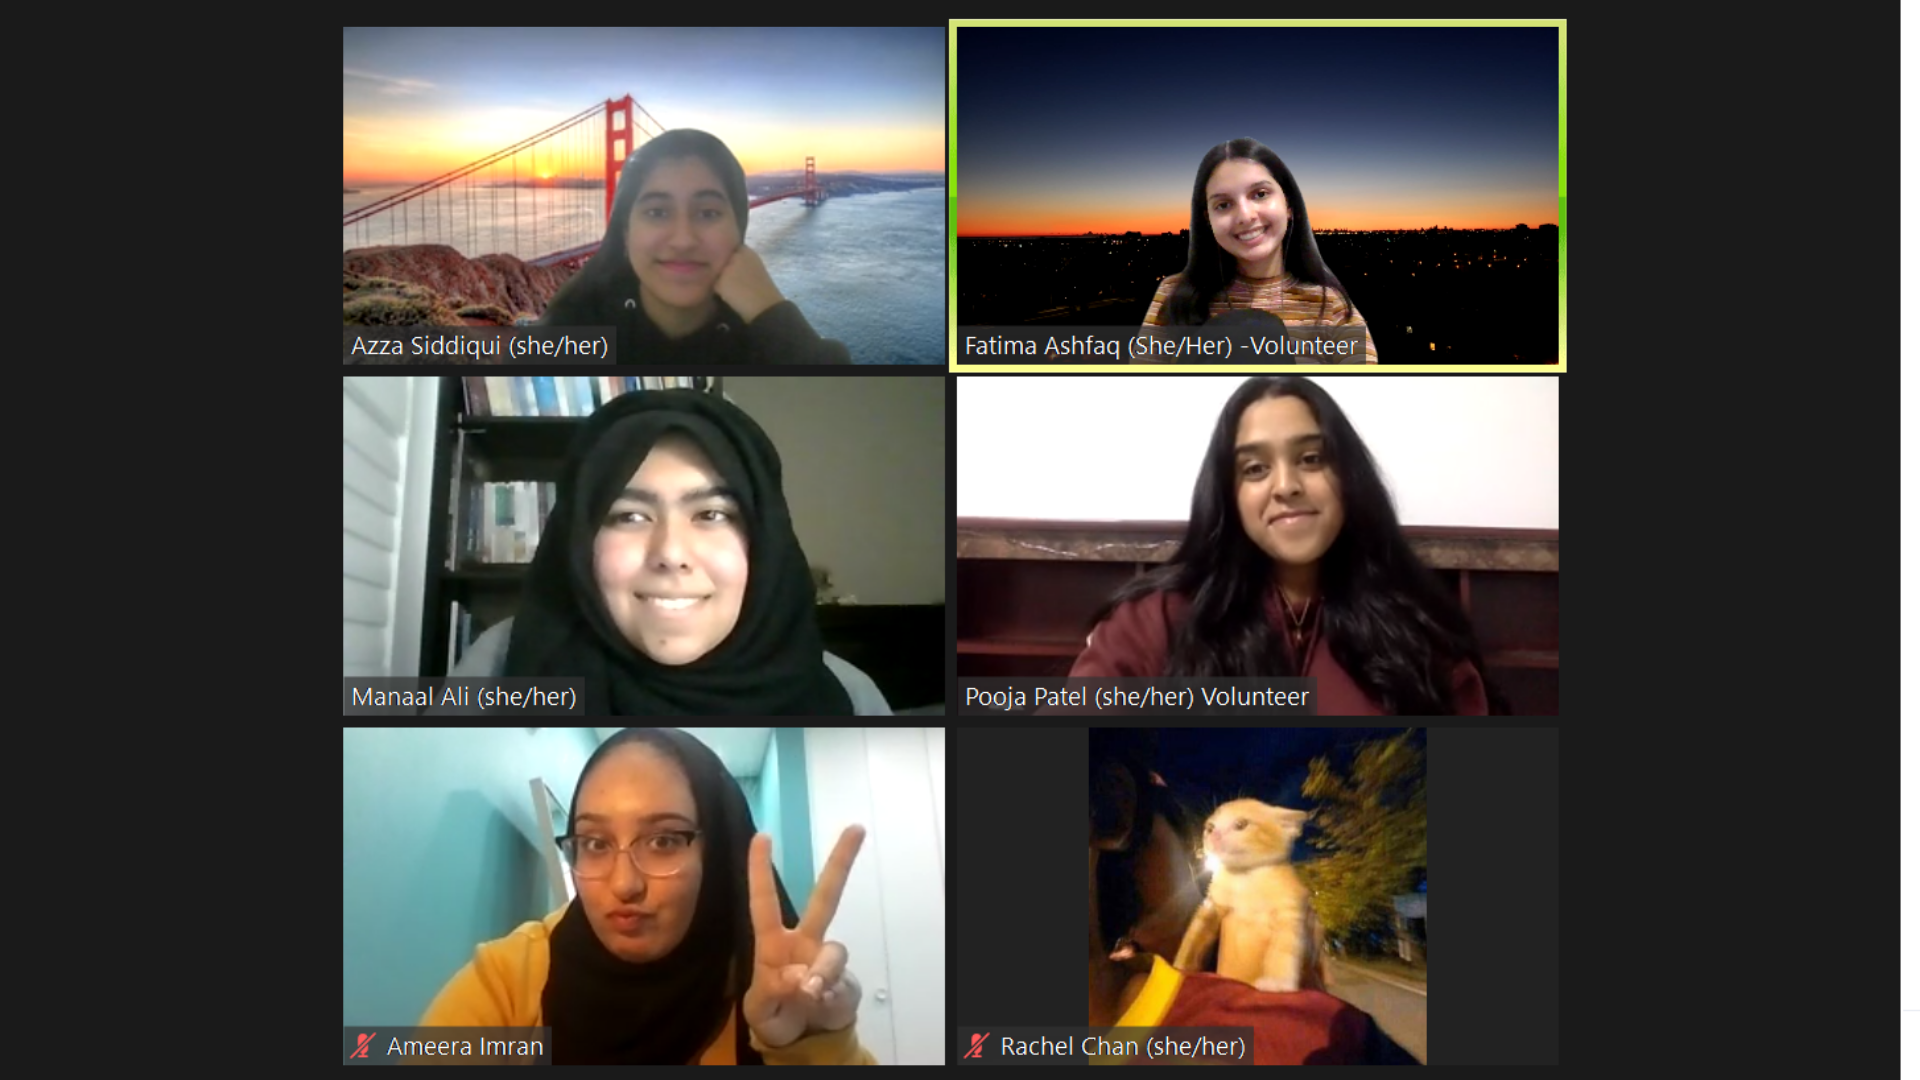 Azza Siddiqui (she/her)
Fatima Ashfaq (She/Her) -Volunteer
Manaal Ali (she/her)
Pooja Patel (she/her) Volunteer
Ameera Imran
Rachel Chan (she/her)